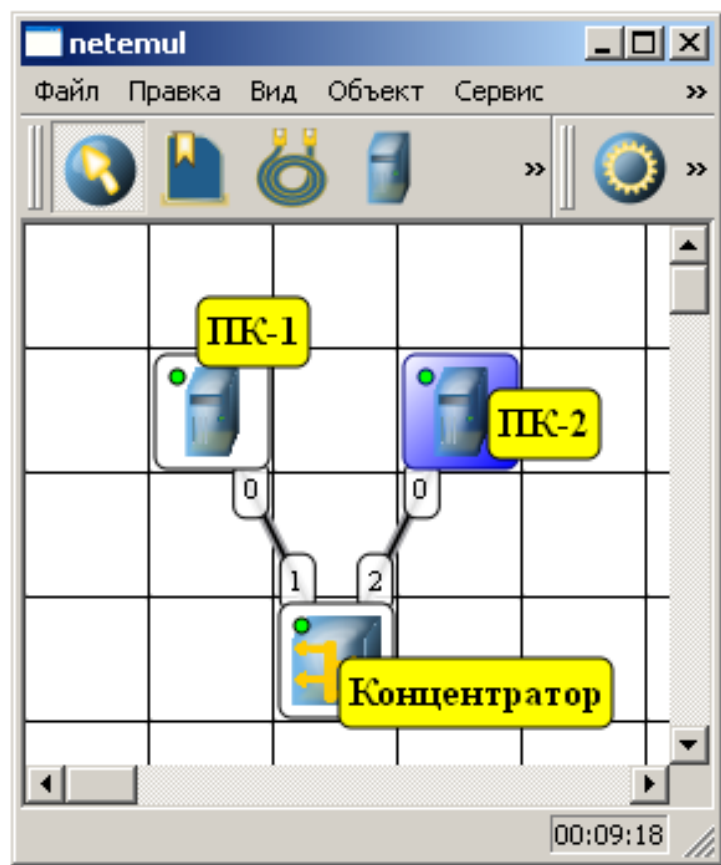 netemul
Файл Правка Вид Объект Сервис »
» »
ПК-1
ПК-2
0 0
1 2
Концентратор
00:09:18